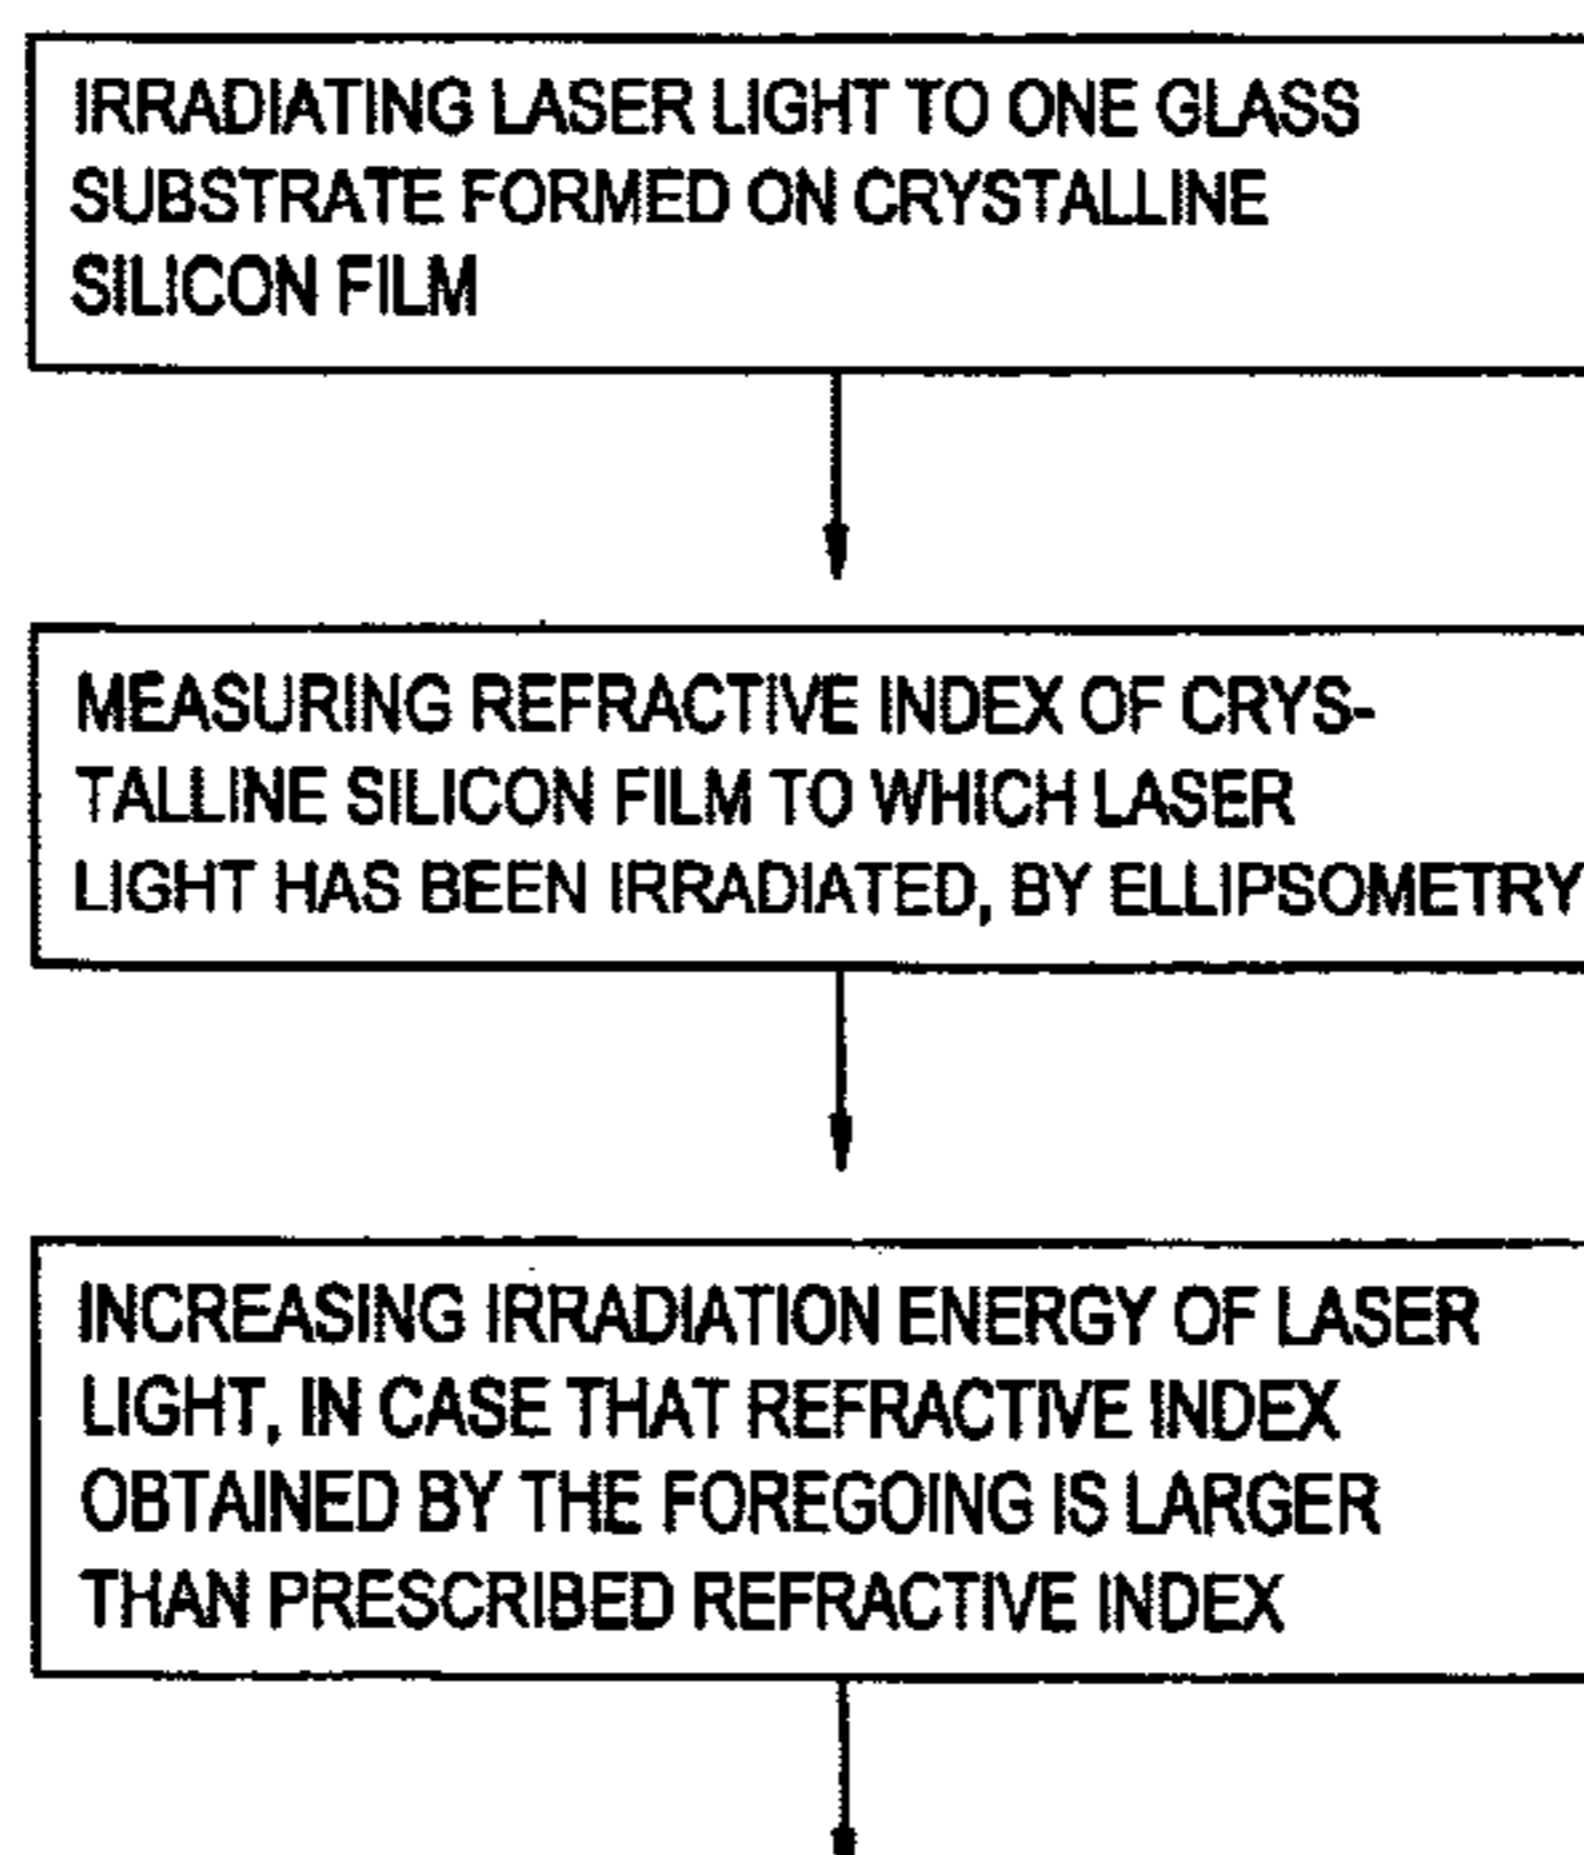 IRRADIATING LASER LIGHT TO ONE GLASS
SUBSTRATE FORMED ON CRYSTALLINE
SILICON FILM
MEASURING REFRACTIVE INDEX OF CRYS-
TALLINE SILICON FILM TO WHICH LASER
LIGHT HAS BEEN IRRADIATED, BY ELLIPSOMETRY
INCREASING IRRADIATION ENERGY OF LASER
LIGHT, IN CASE THAT REFRACTIVE INDEX
OBTAINED BY THE FOREGOING IS LARGER
THAN PRESCRIBED REFRACTIVE INDEX